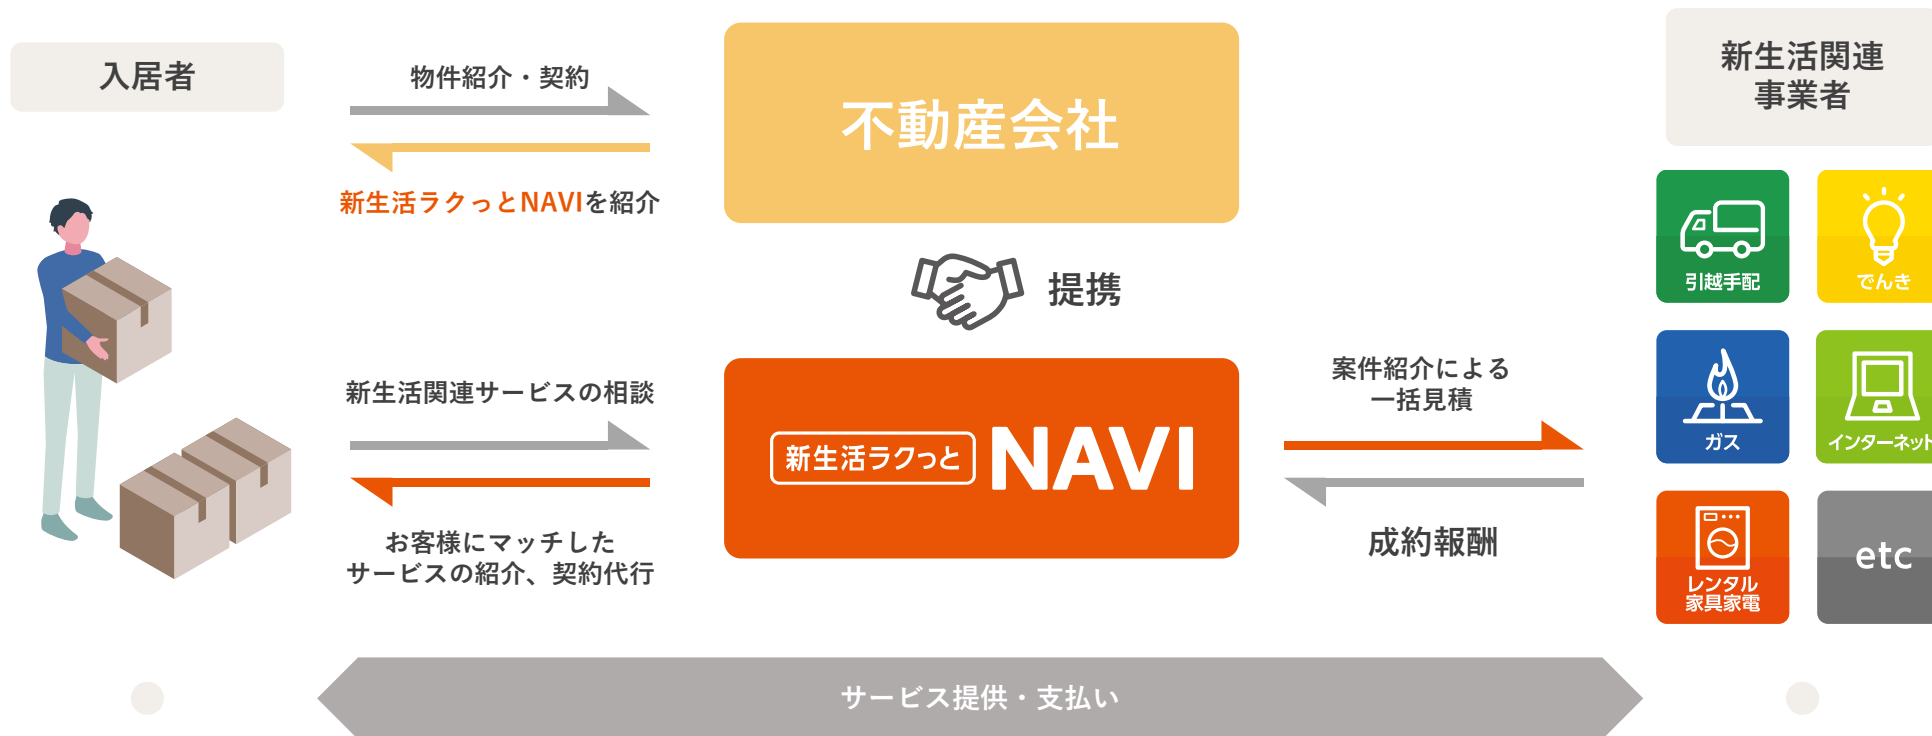 入居者
物件紹介・契約
新生活ラクっとNAVIを紹介
不動産会社
提携
新生活関連サービスの相談
お客様にマッチした
サービスの紹介、契約代行
新生活ラクっと NAVI
案件紹介による
一括見積
成約報酬
新生活関連
事業者
引越手配
でんき
ガス
インターネット
レンタル
家具家電
etc
サービス提供・支払い